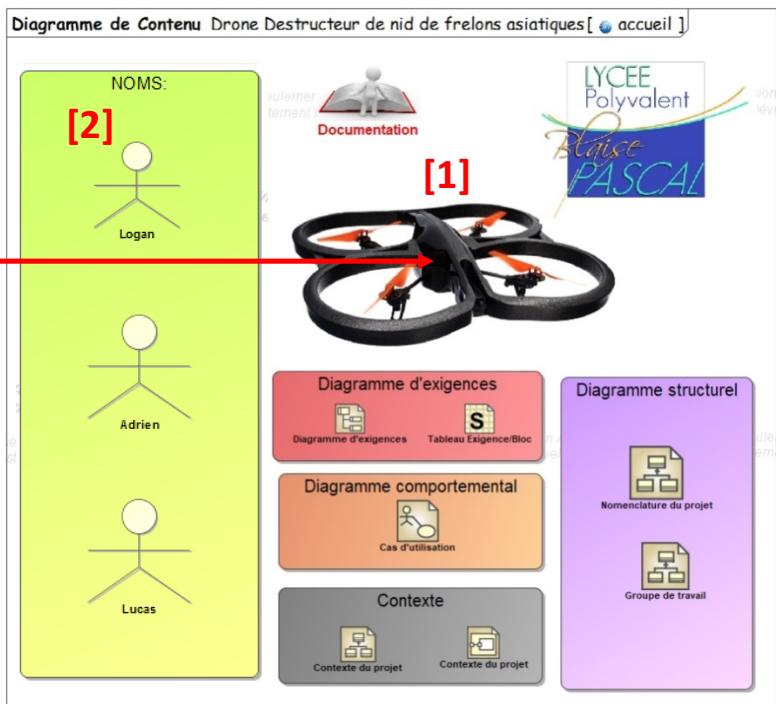 Diagramme de Contenu Drone Destructeur de nid de frelons asiatiques [ accueil ]
NOMS:
[2]
Logan
Adrien
Lucas
Documentation
[1]
LYCEE
Polyvalent
Blaise
PASCAL
Diagramme d'exigences
Diagramme d'exigences
S
Tableau Exigence/Bloc
Diagramme comportemental
Cas d'utilisation
Contexte
Contexte du projet
Contexte du projet
Diagramme structurel
Nomenclature du projet
Groupe de travail